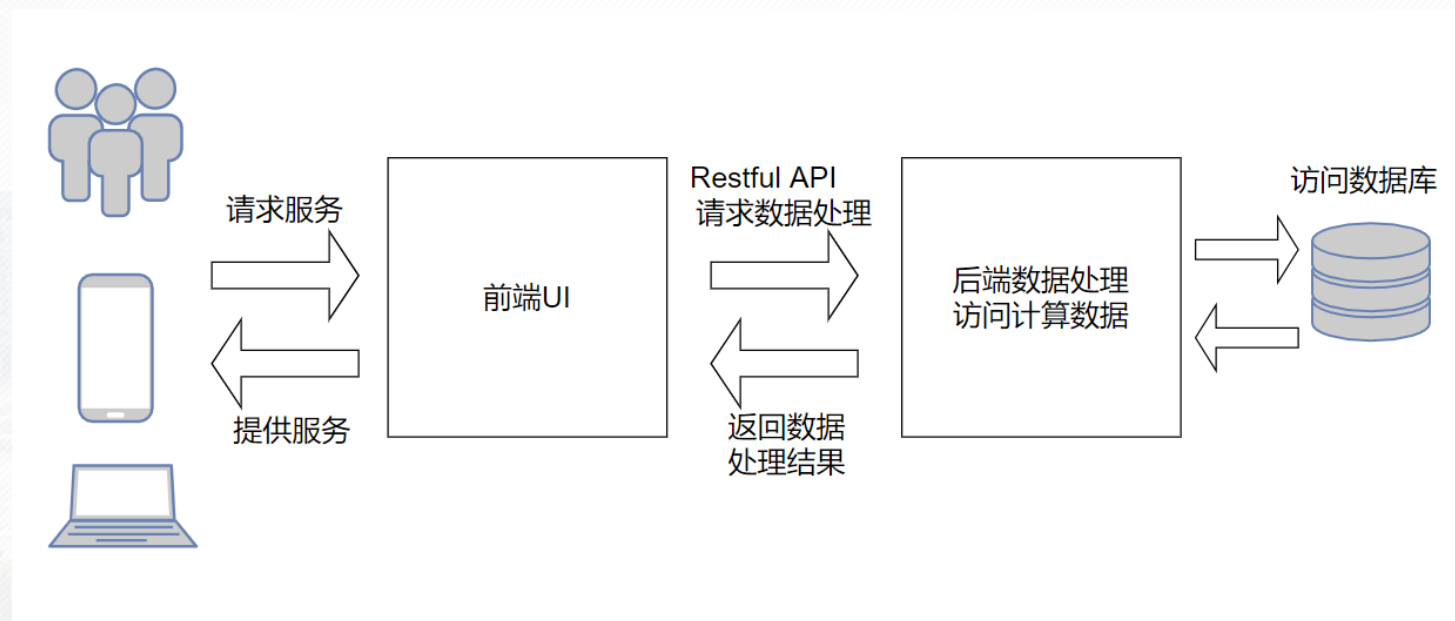 请求服务
提供服务
前端UI
Restful API
请求数据处理
返回数据
处理结果
后端数据处理
访问计算数据
访问数据库